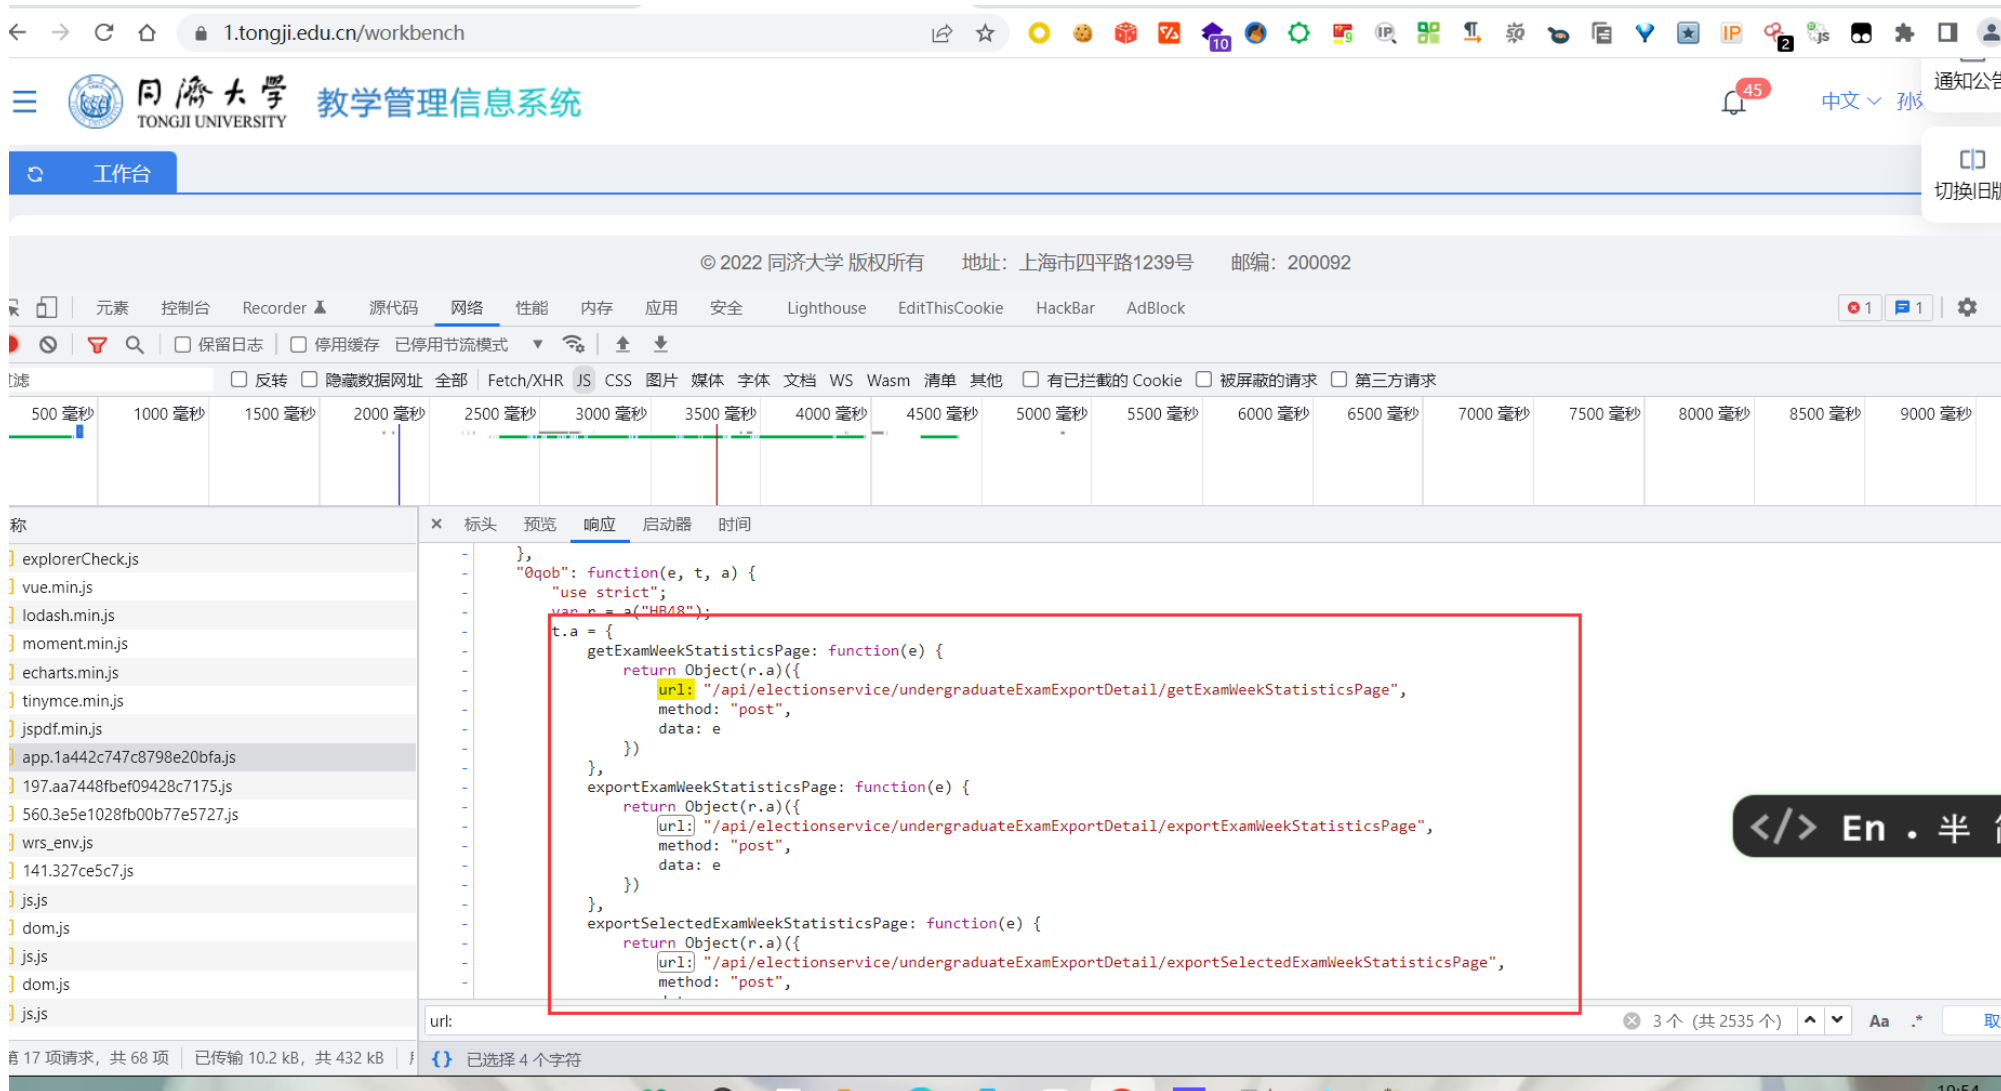 1.tongji.edu.cn/workbench
10
9
IP
2
js
同濟大學
TONGJI UNIVERSITY
教学管理信息系统
45
中文
通知公告
工作台
切换旧版
© 2022 同济大学 版权所有 地址：上海市四平路1239号 邮编：200092
元素 控制台 Recorder 源代码 网络 性能 内存 应用 安全 Lighthouse EditThisCookie HackBar AdBlock 1 1
保留日志 停用缓存 已停用节流模式
反转 隐藏数据网址 全部 Fetch/XHR JS CSS 图片 媒体 字体 文档 WS Wasm 清单 其他 有已拦截的 Cookie 被屏蔽的请求 第三方请求
500 毫秒 1000 毫秒 1500 毫秒 2000 毫秒 2500 毫秒 3000 毫秒 3500 毫秒 4000 毫秒 4500 毫秒 5000 毫秒 5500 毫秒 6000 毫秒 6500 毫秒 7000 毫秒 7500 毫秒 8000 毫秒 8500 毫秒 9000 毫秒
称
explorerCheck.js
vue.min.js
lodash.min.js
moment.min.js
echarts.min.js
tinymce.min.js
jspdf.min.js
app.1a442c747c8798e20bfa.js
197.aa7448fbef09428c7175.js
560.3e5e1028fb00b77e5727.js
wrs_env.js
141.327ce5c7.js
js.js
dom.js
js.js
dom.js
js.js
第 17 项请求，共 68 项 已传输 10.2 kB，共 432 kB
× 标头 预览 响应 启动器 时间
},
"0qob": function(e, t, a) {
"use strict";
var r = a("HB48");
t.a = {
getExamWeekStatisticsPage: function(e) {
return Object(r.a)({
url: "/api/electionservice/undergraduateExamExportDetail/getExamWeekStatisticsPage",
method: "post",
data: e
})
},
exportExamWeekStatisticsPage: function(e) {
return Object(r.a)({
url: "/api/electionservice/undergraduateExamExportDetail/exportExamWeekStatisticsPage",
method: "post",
data: e
})
},
exportSelectedExamWeekStatisticsPage: function(e) {
return Object(r.a)({
url: "/api/electionservice/undergraduateExamExportDetail/exportSelectedExamWeekStatisticsPage",
method: "post",
url: 3 个 (共 2535 个) Aa .* 取
{} 已选择 4 个字符
</> En . 半
19:54